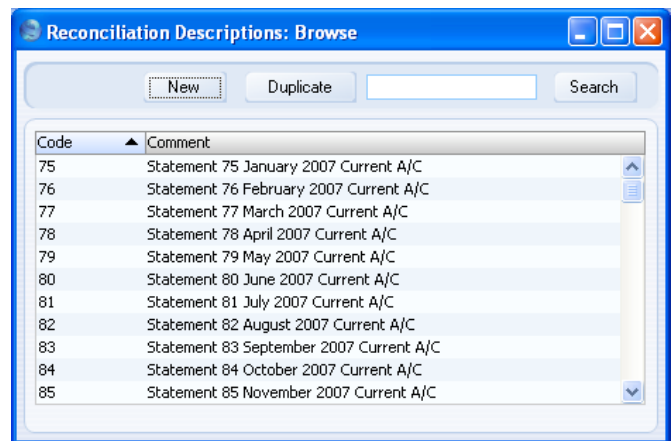 Reconciliation Descriptions: Browse
New Duplicate Search
Code Comment
75 Statement 75 January 2007 Current A/C
76 Statement 76 February 2007 Current A/C
77 Statement 77 March 2007 Current A/C
78 Statement 78 April 2007 Current A/C
79 Statement 79 May 2007 Current A/C
80 Statement 80 June 2007 Current A/C
81 Statement 81 July 2007 Current A/C
82 Statement 82 August 2007 Current A/C
83 Statement 83 September 2007 Current A/C
84 Statement 84 October 2007 Current A/C
85 Statement 85 November 2007 Current A/C